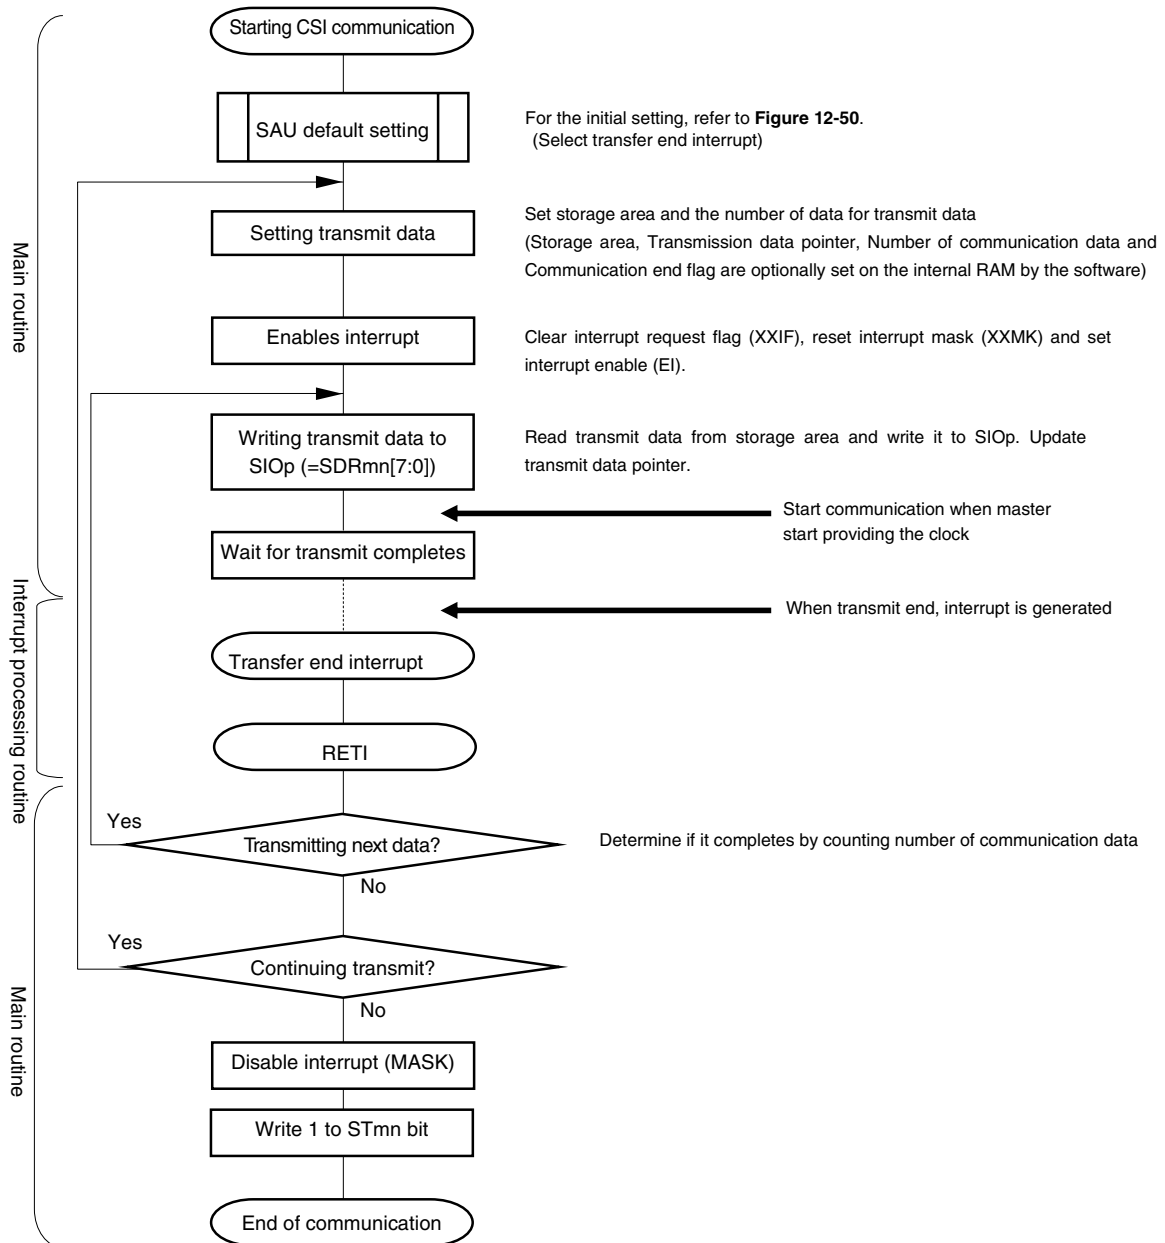 Starting CSI communication
SAU default setting
For the initial setting, refer to Figure 12-50.
(Select transfer end interrupt)
Main routine
Setting transmit data
Set storage area and the number of data for transmit data
(Storage area, Transmission data pointer, Number of communication data and
Communication end flag are optionally set on the internal RAM by the software)
Enables interrupt
Clear interrupt request flag (XXIF), reset interrupt mask (XXMK) and set
interrupt enable (EI).
Writing transmit data to
SIOp (=SDRmn[7:0])
Read transmit data from storage area and write it to SIOp. Update
transmit data pointer.
Start communication when master
start providing the clock
Wait for transmit completes
Interrupt processing routine
When transmit end, interrupt is generated
Transfer end interrupt
RETI
Yes
Transmitting next data?
Determine if it completes by counting number of communication data
No
Yes
Continuing transmit?
No
Main routine
Disable interrupt (MASK)
Write 1 to STmn bit
End of communication